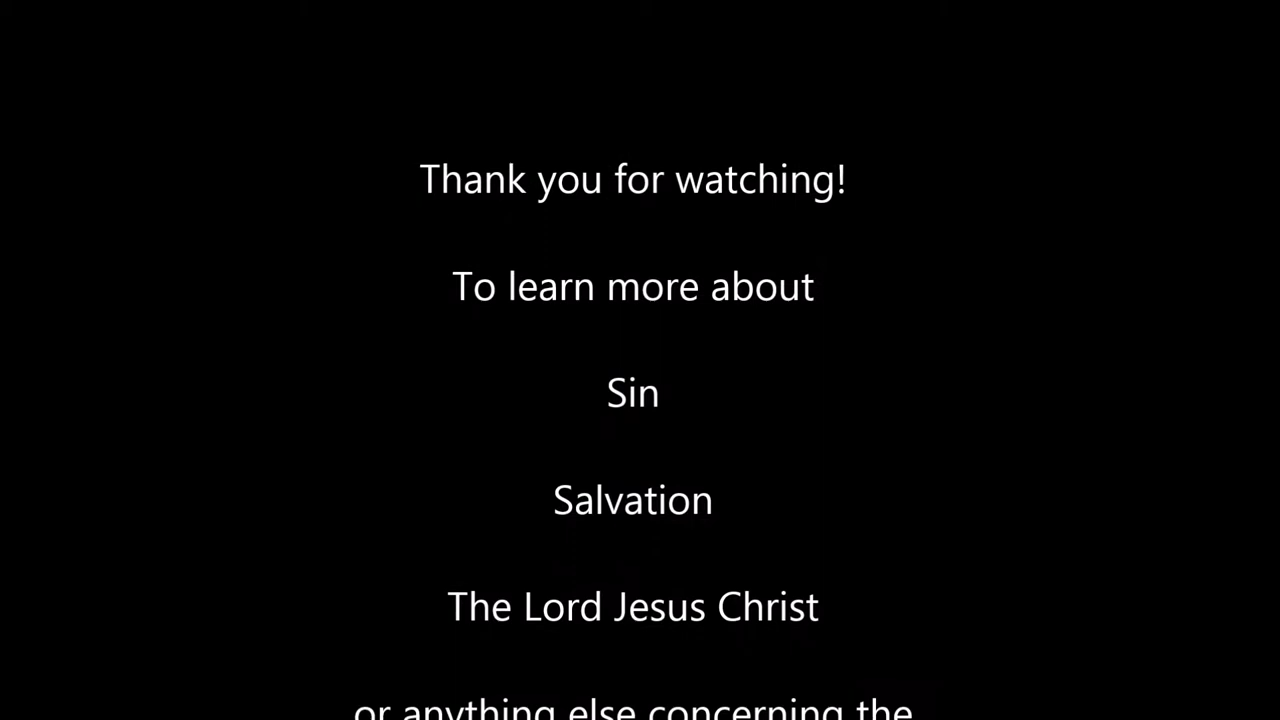 Thank you for watching!
To learn more about
Sin
Salvation
The Lord Jesus Christ
or anything else concerning the